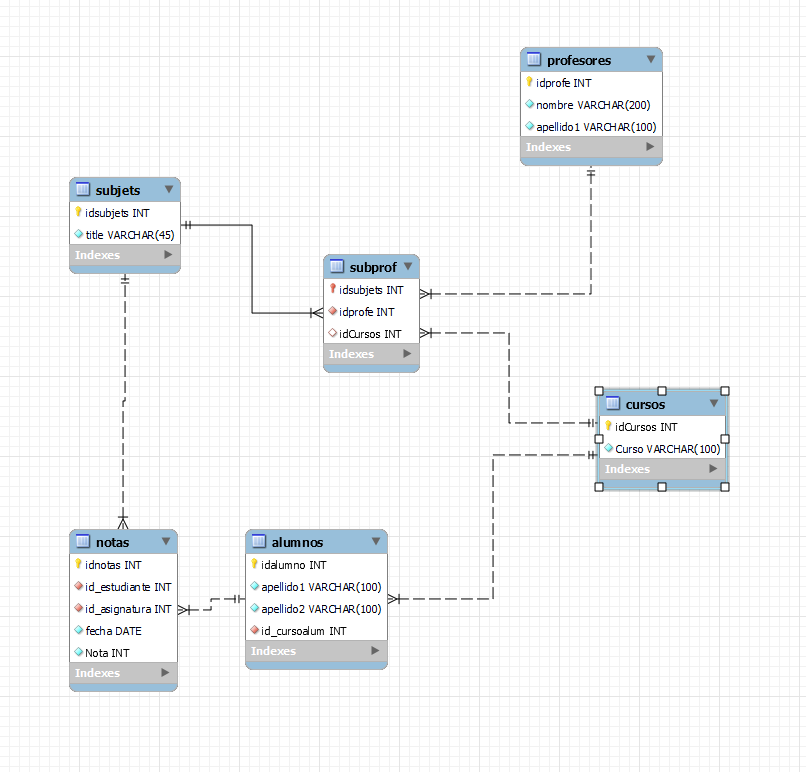 profesores
idprofe INT
nombre VARCHAR(200)
apellido1 VARCHAR(100)
Indexes
subjets
idsubjets INT
title VARCHAR(45)
Indexes
subprof
idsubjets INT
idprofe INT
idCursos INT
Indexes
cursos
idCursos INT
Curso VARCHAR(100)
Indexes
notas
idnotas INT
id_estudiante INT
id_asignatura INT
fecha DATE
Nota INT
Indexes
alumnos
idalumno INT
apellido1 VARCHAR(100)
apellido2 VARCHAR(100)
id_cursoalum INT
Indexes